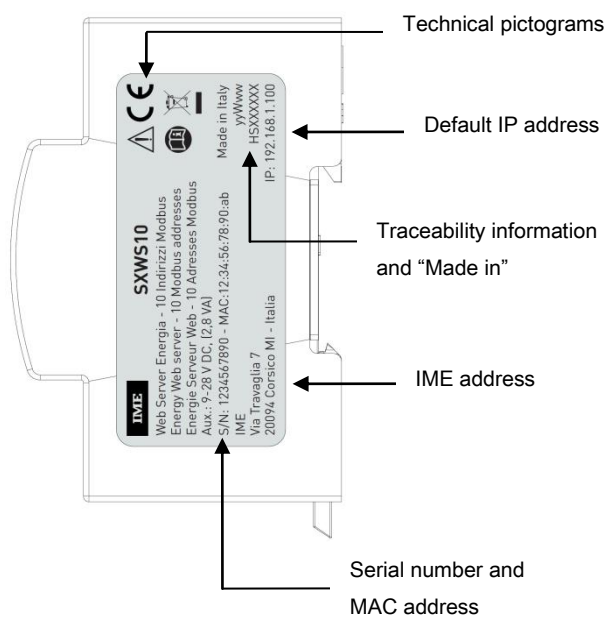 Technical pictograms
Default IP address
Traceability information
and “Made in”
IME address
Serial number and
MAC address
CE
IME
SXWS10
Web Server Energia - 10 Indirizzi Modbus
Energy Web server - 10 Modbus addresses
Energie Serveur Web - 10 Adresses Modbus
Aux.: 9-28 V DC, (2,8 VA)
S/N: 1234567890 - MAC:12:34:56:78:90:ab
IME
Via Travaglia 7
20094 Corsico MI - Italia
Made in Italy
yyWww
HSXXXXXX
IP: 192.168.1.100